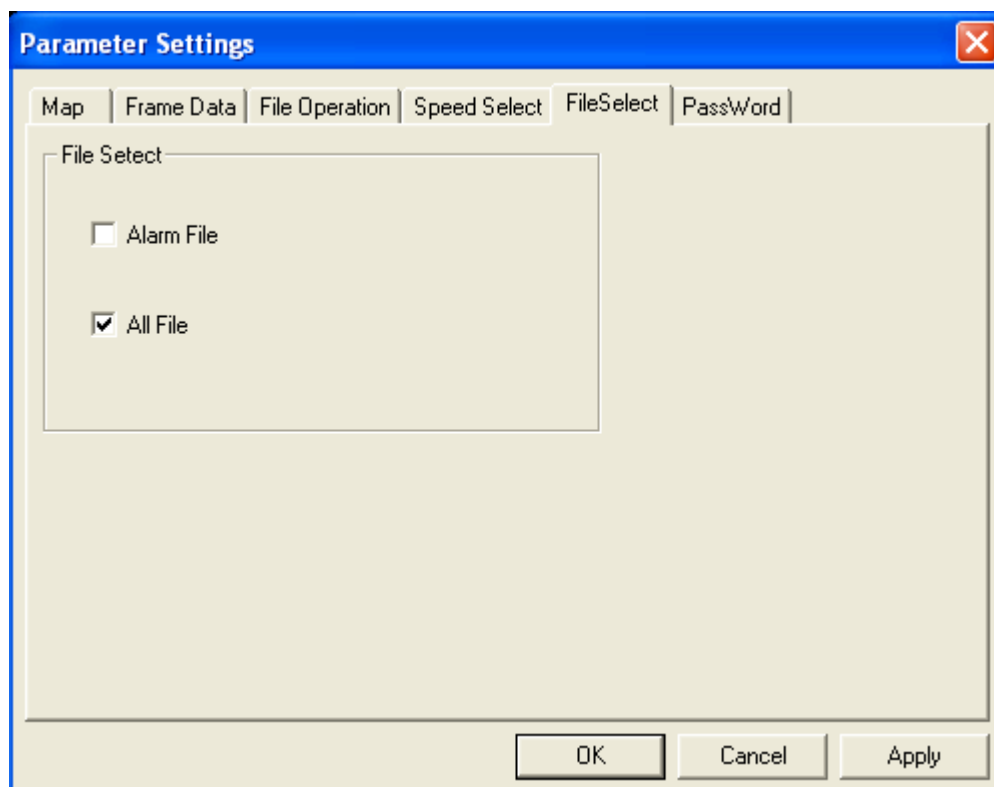 Parameter Settings
Map Frame Data File Operation Speed Select FileSelect PassWord
File Setect
Alarm File
All File
OK Cancel Apply